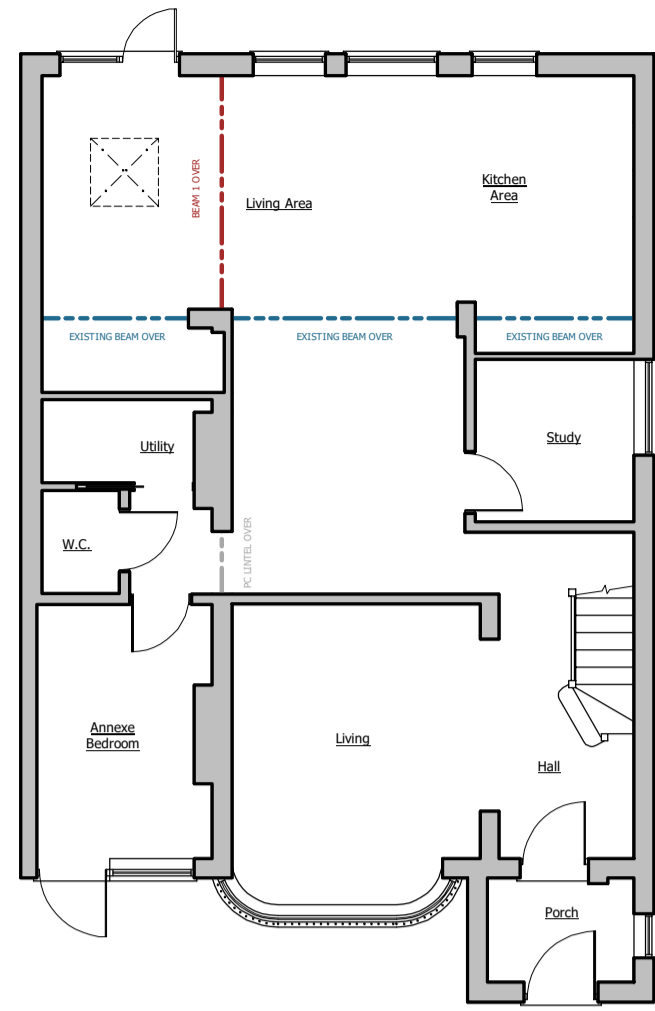 BEAM 1 OVER
Living Area
Kitchen
Area
EXISTING BEAM OVER
EXISTING BEAM OVER
EXISTING BEAM OVER
Utility
Study
W.C.
PC LINTEL OVER
Annexe
Bedroom
Living
Hall
Porch